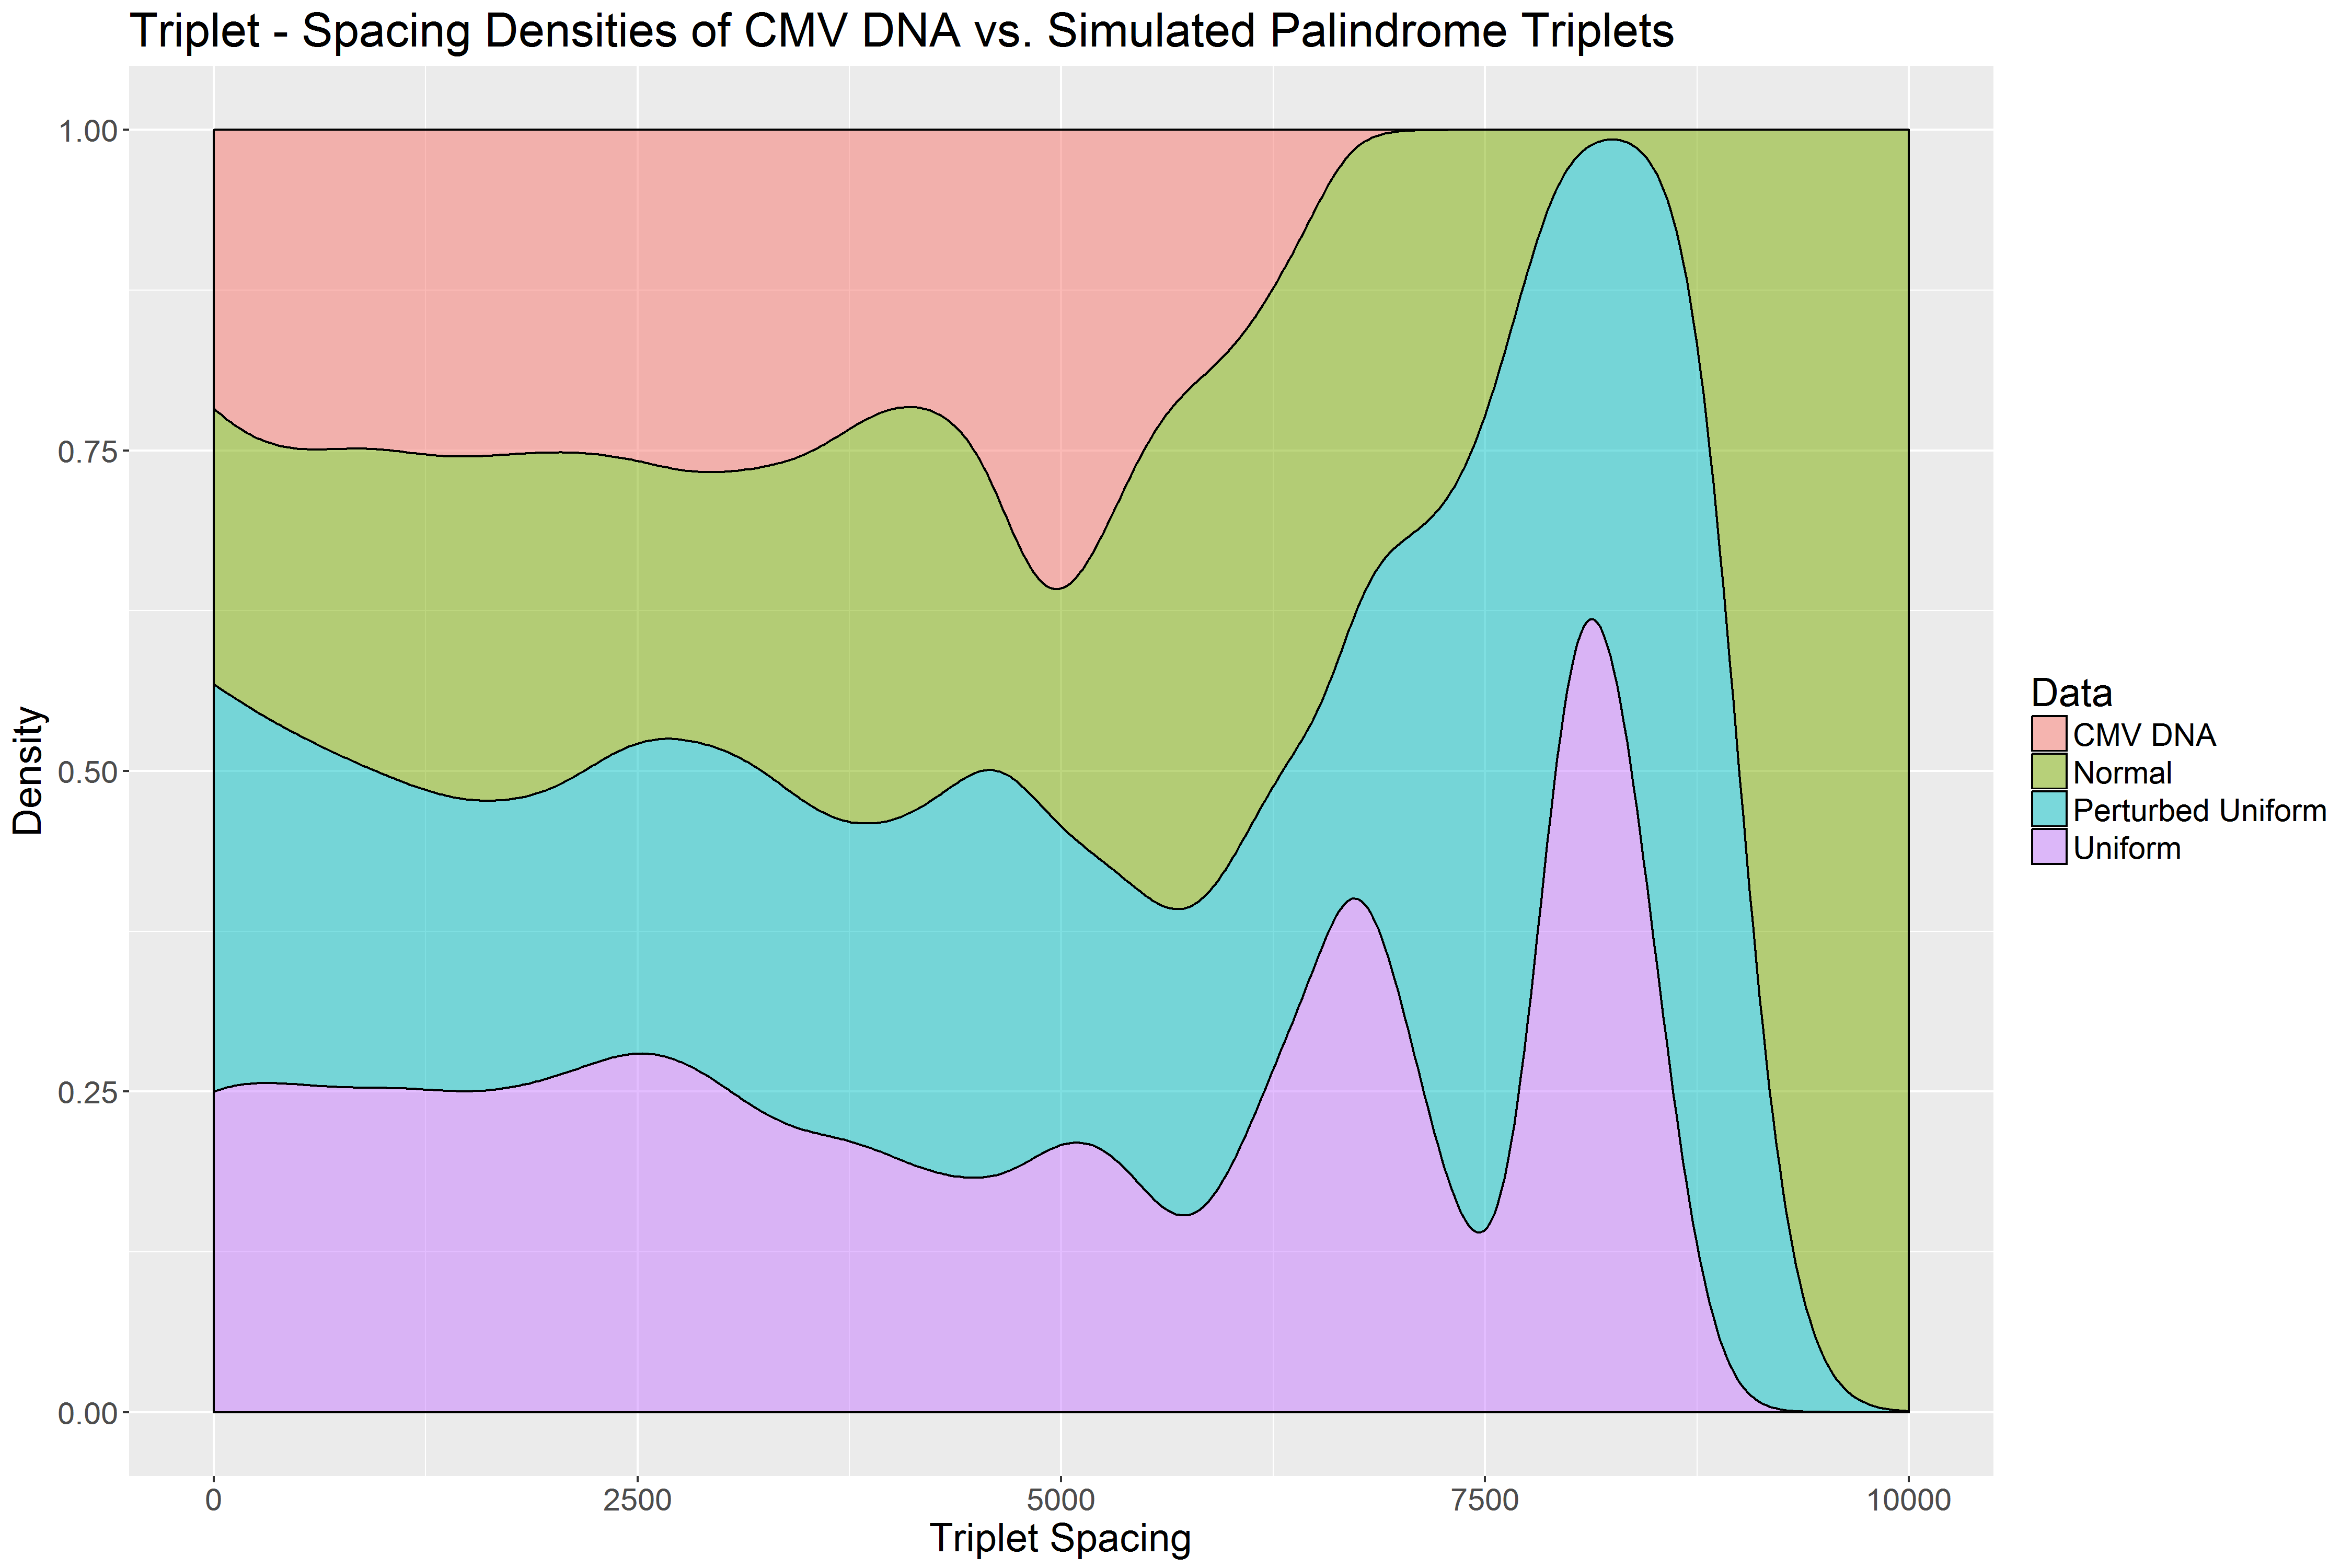 Triplet - Spacing Densities of CMV DNA vs. Simulated Palindrome Triplets
1.00
0.75
0.50
0.25
0.00
Density
0
2500
5000
7500
10000
Triplet Spacing
Data
CMV DNA
Normal
Perturbed Uniform
Uniform